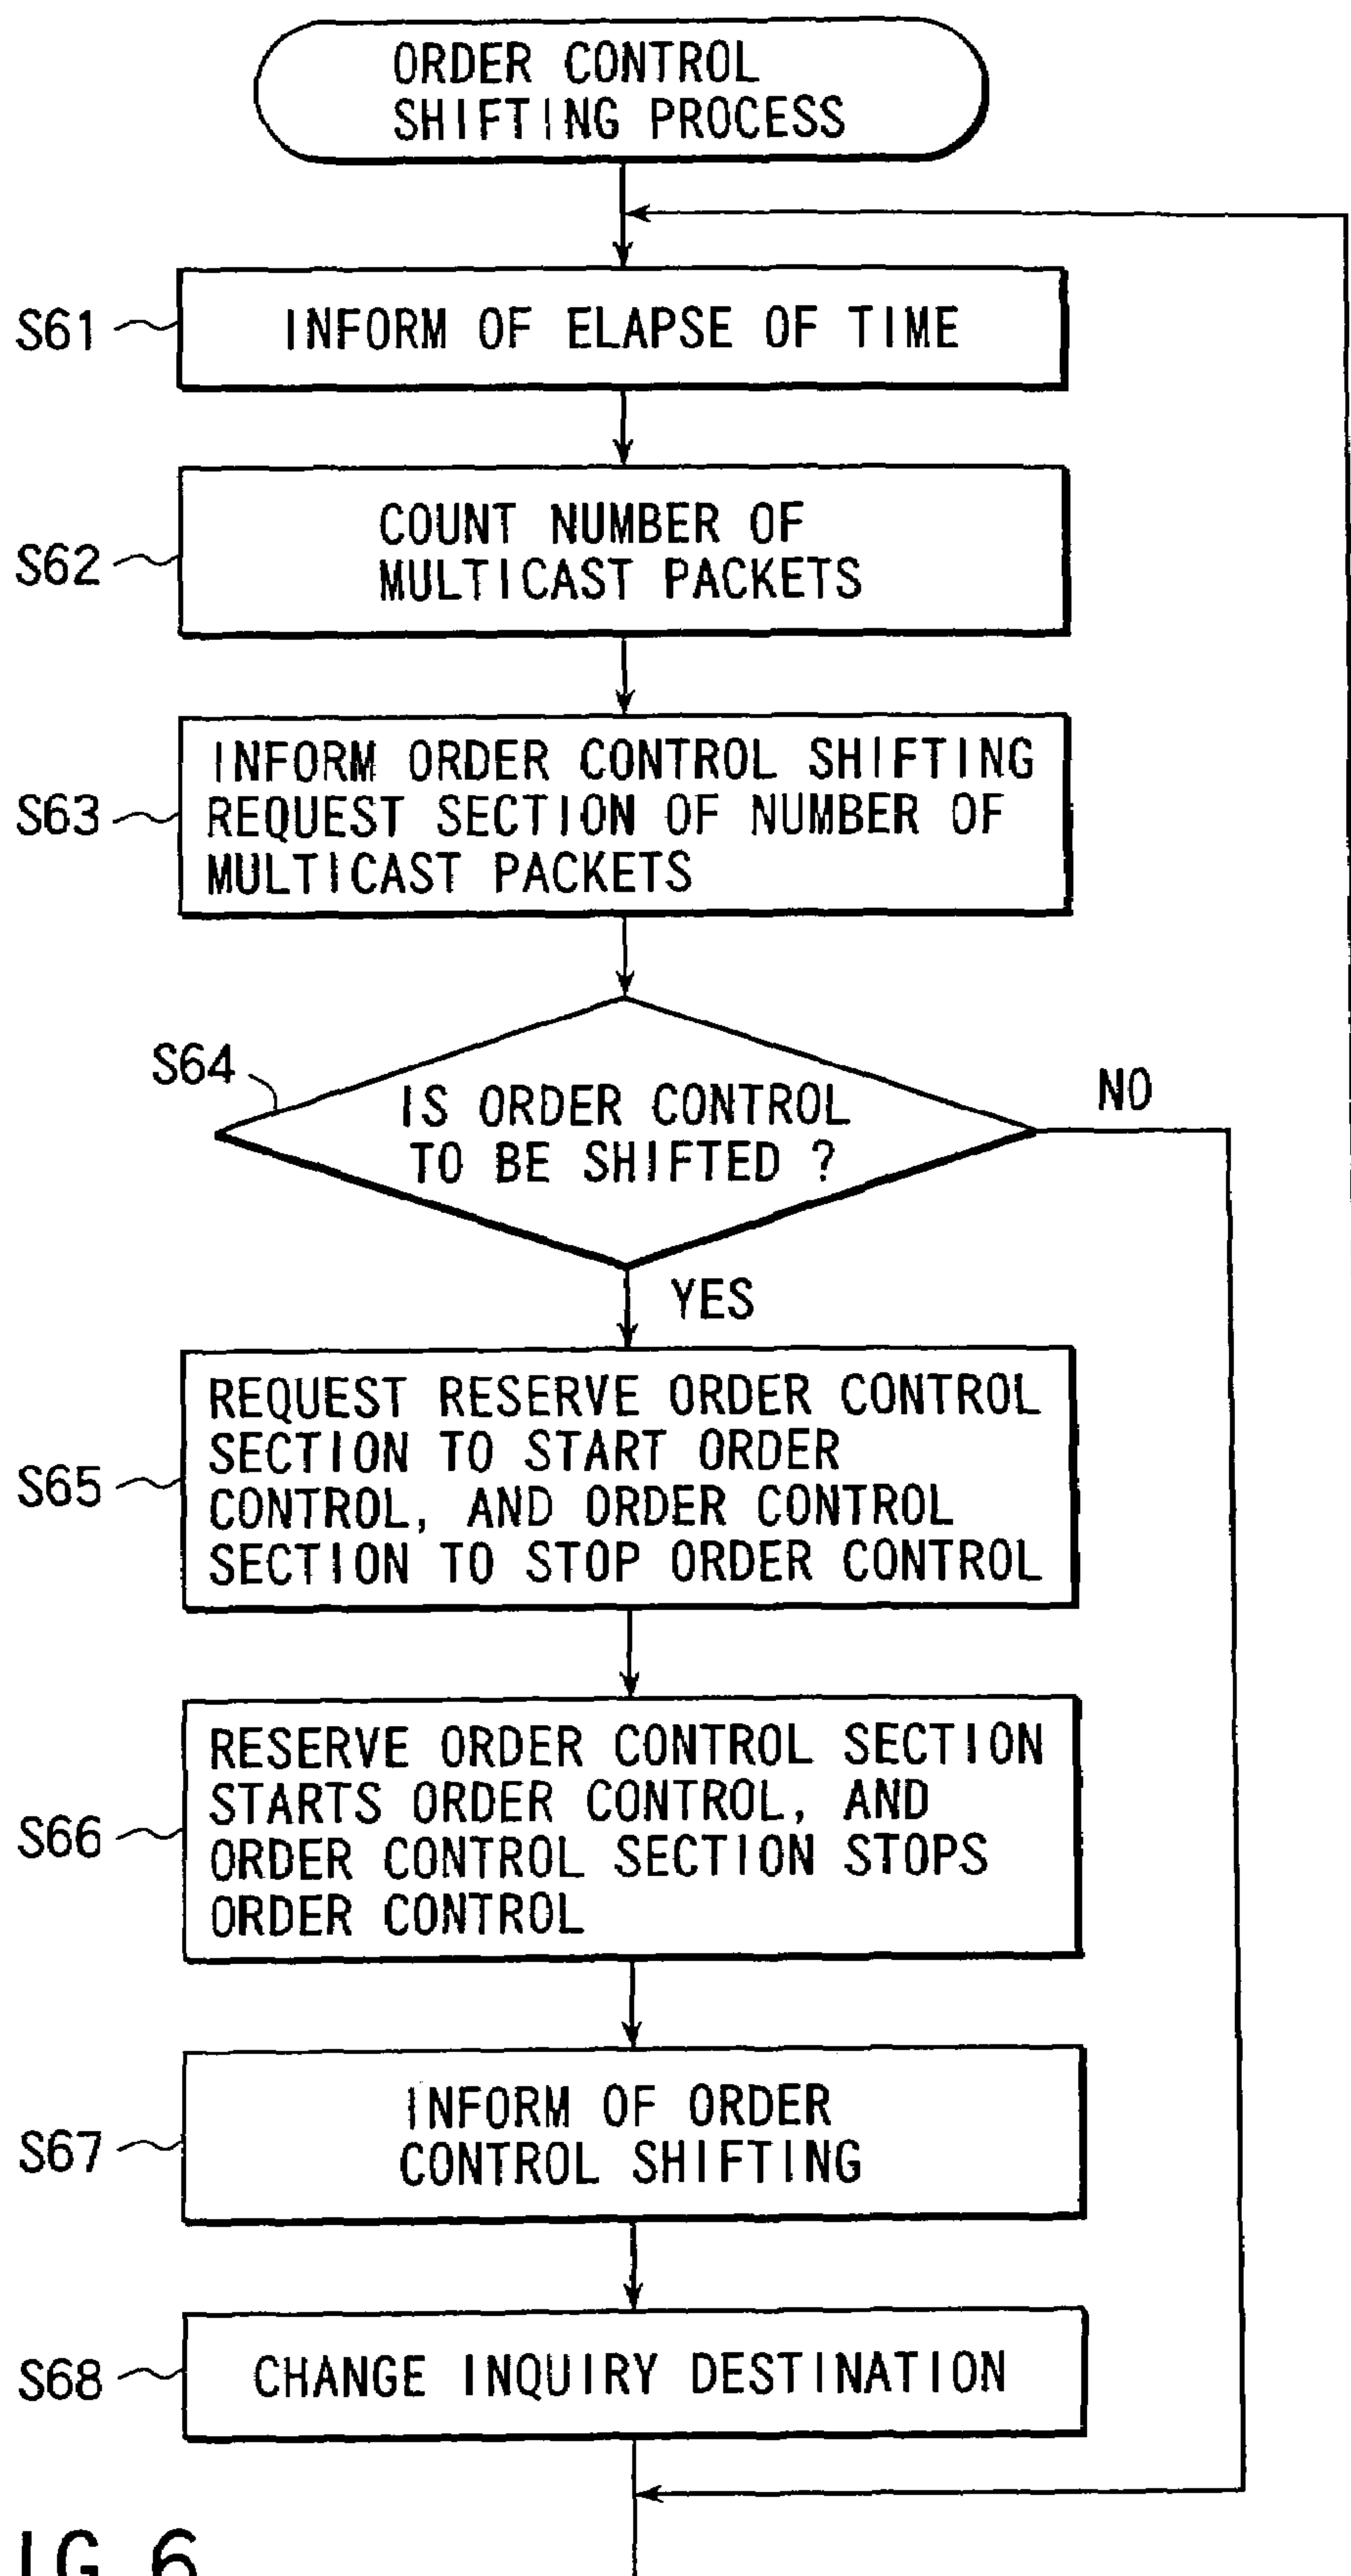 ORDER CONTROL
SHIFTING PROCESS
S61
INFORM OF ELAPSE OF TIME
S62
COUNT NUMBER OF
MULTICAST PACKETS
S63
INFORM ORDER CONTROL SHIFTING
REQUEST SECTION OF NUMBER OF
MULTICAST PACKETS
S64
IS ORDER CONTROL
TO BE SHIFTED ?
NO
YES
S65
REQUEST RESERVE ORDER CONTROL
SECTION TO START ORDER
CONTROL, AND ORDER CONTROL
SECTION TO STOP ORDER CONTROL
S66
RESERVE ORDER CONTROL SECTION
STARTS ORDER CONTROL, AND
ORDER CONTROL SECTION STOPS
ORDER CONTROL
S67
INFORM OF ORDER
CONTROL SHIFTING
S68
CHANGE INQUIRY DESTINATION
IG 6